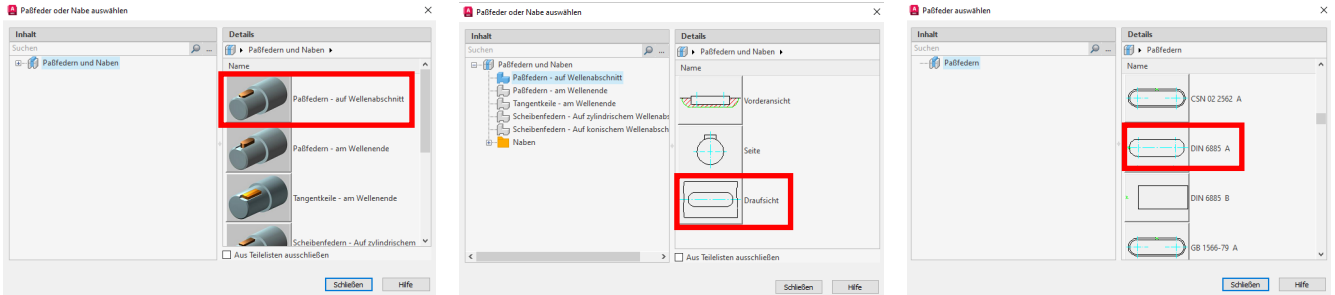 Paßfeder oder Nabe auswählen
Inhalt
Suchen
...
Paßfedern und Naben
Details
Paßfedern und Naben
Name
Paßfedern - auf Wellenabschnitt
Paßfedern - am Wellenende
Tangentkeile - am Wellenende
Scheibenfedern - Auf zylindrischem
Aus Teilelisten ausschließen
Schließen
Hilfe
Paßfeder oder Nabe auswählen
Inhalt
Suchen
...
Paßfedern und Naben
Paßfedern - auf Wellenabschnitt
Paßfedern - am Wellenende
Tangentkeile - am Wellenende
Scheibenfedern - Auf zylindrischem Wellenabs
Scheibenfedern - Auf konischem Wellenabsch
Naben
Details
Paßfedern und Naben
Name
Vorderansicht
Seite
Draufsicht
Aus Teilelisten ausschließen
Schließen
Hilfe
Paßfeder auswählen
Inhalt
Suchen
...
Paßfedern
Details
Paßfedern
Name
CSN 02 2562 A
DIN 6885 A
DIN 6885 B
GB 1566-79 A
Schließen
Hilfe